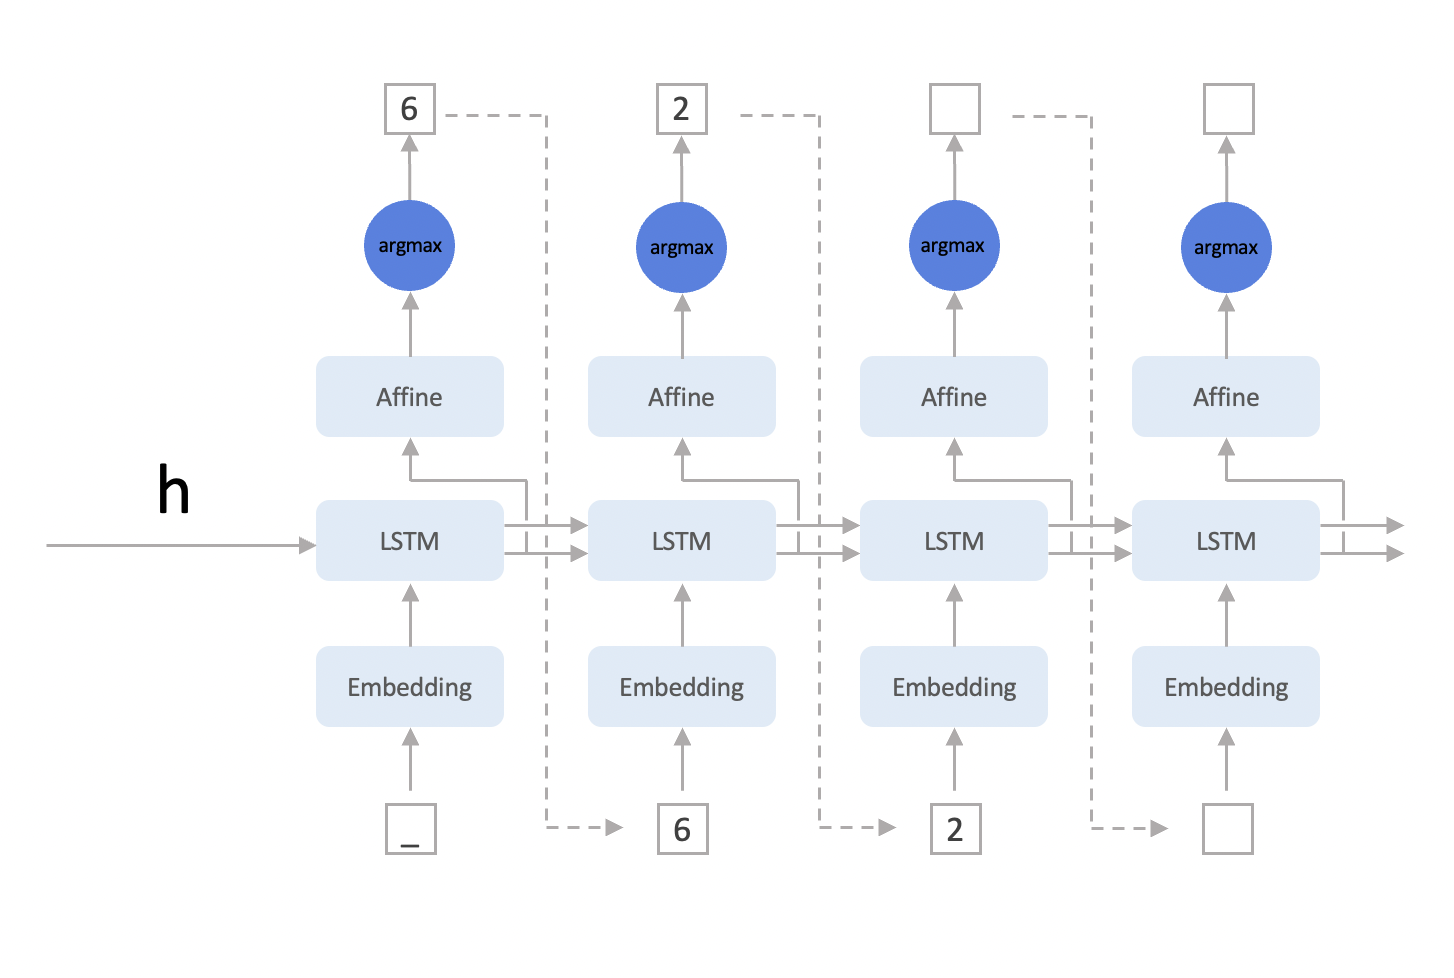 6 2
argmax argmax argmax argmax
Affine Affine Affine Affine
h
LSTM LSTM LSTM LSTM
Embedding Embedding Embedding Embedding
_ 6 2